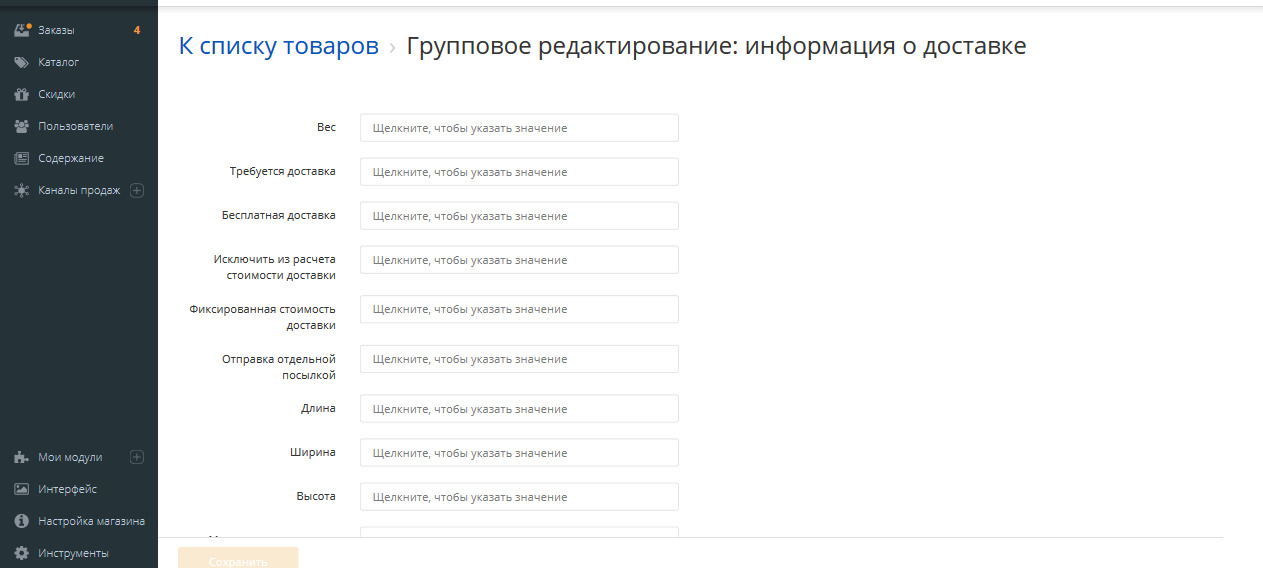 Заказы 4
Каталог
Скидки
Пользователи
Содержание
Каналы продаж
Мои модули
Интерфейс
Настройка магазина
Инструменты
К списку товаров › Групповое редактирование: информация о доставке
Вес Щелкните, чтобы указать значение
Требуется доставка Щелкните, чтобы указать значение
Бесплатная доставка Щелкните, чтобы указать значение
Исключить из расчета Щелкните, чтобы указать значение
стоимости доставки
Фиксированная стоимость Щелкните, чтобы указать значение
доставки
Отправка отдельной Щелкните, чтобы указать значение
посылкой
Длина Щелкните, чтобы указать значение
Ширина Щелкните, чтобы указать значение
Высота Щелкните, чтобы указать значение
Сохранить